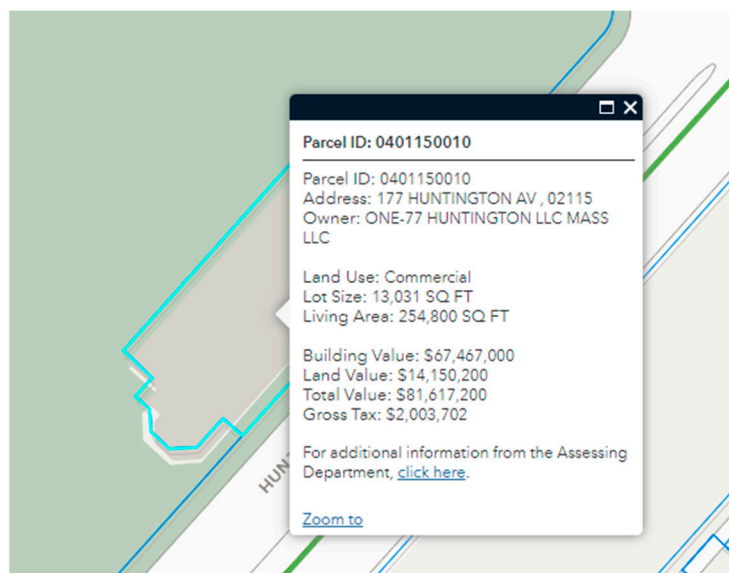 Parcel ID: 0401150010
Parcel ID: 0401150010
Address: 177 HUNTINGTON AV , 02115
Owner: ONE-77 HUNTINGTON LLC MASS
LLC
Land Use: Commercial
Lot Size: 13,031 SQ FT
Living Area: 254,800 SQ FT
Building Value: $67,467,000
Land Value: $14,150,200
Total Value: $81,617,200
Gross Tax: $2,003,702
For additional information from the Assessing
Department, click here.
Zoom to
HUN